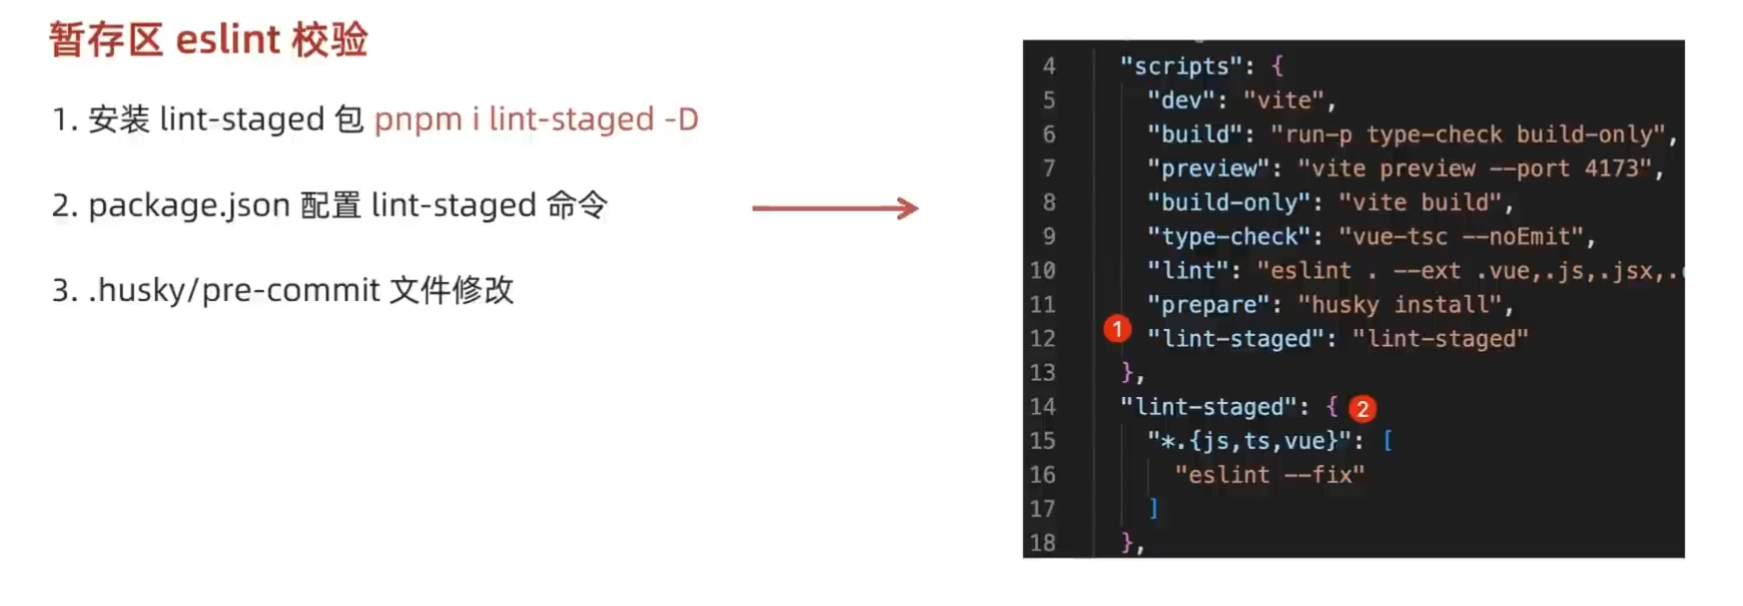 暂存区 eslint 校验
1. 安装 lint-staged 包 pnpm i lint-staged -D
2. package.json 配置 lint-staged 命令
3. .husky/pre-commit 文件修改
4 "scripts": {
5 "dev": "vite",
6 "build": "run-p type-check build-only",
7 "preview": "vite preview --port 4173",
8 "build-only": "vite build",
9 "type-check": "vue-tsc --noEmit",
10 "lint": "eslint . --ext .vue,.js,.jsx,.
11 "prepare": "husky install",
12 1 "lint-staged": "lint-staged"
13 },
14 "lint-staged": { 2
15 "*.{js,ts,vue}": [
16 "eslint --fix"
17 ]
18 },